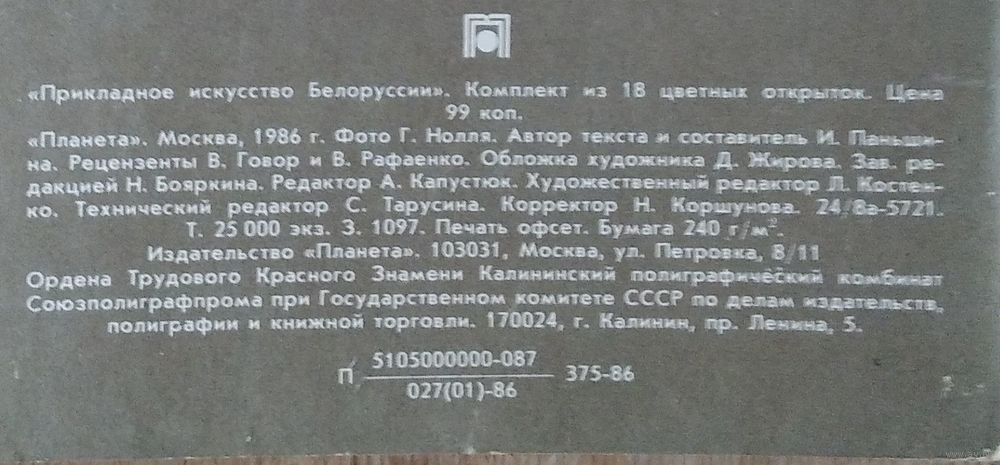 «Прикладное искусство Белоруссии». Комплект из 18 цветных открыток. Цена
99 коп.
«Планета». Москва, 1986 г. Фото Г. Нолля. Автор текста и составитель И. Паньши-
на. Рецензенты В. Говор и В. Рафаенко. Обложка художника Д. Жирова. Зав. ре-
дакцией Н. Бояркина. Редактор А. Капустюк. Художественный редактор Л. Костен-
ко. Технический редактор С. Тарусина. Корректор Н. Коршунова. 24/8а-5721.
Т. 25 000 экз. З. 1097. Печать офсет. Бумага 240 г/м².
Издательство «Планета». 103031, Москва, ул. Петровка, 8/11
Ордена Трудового Красного Знамени Калининский полиграфический комбинат
Союзполиграфпрома при Государственном комитете СССР по делам издательств,
полиграфии и книжной торговли. 170024, г. Калинин, пр. Ленина, 5.
П 5105000000-087 375-86
027(01)-86